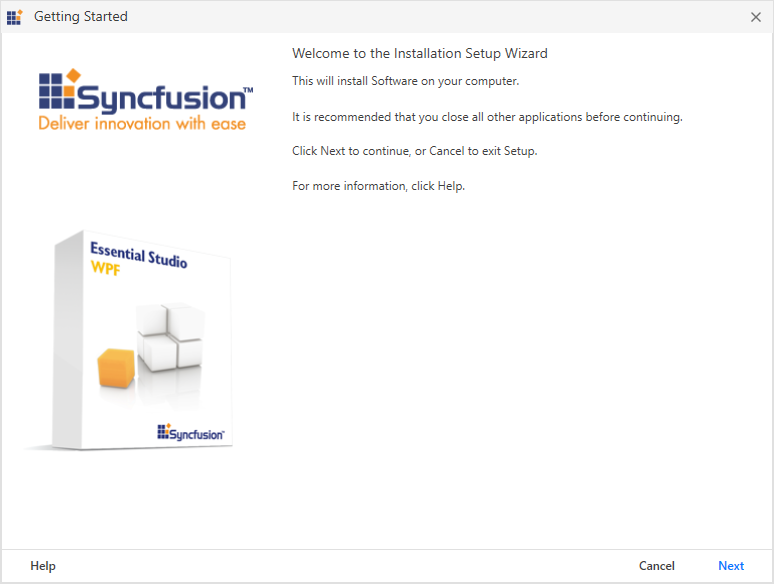 Getting Started
Syncfusion™
Deliver innovation with ease
Welcome to the Installation Setup Wizard
This will install Software on your computer.
It is recommended that you close all other applications before continuing.
Click Next to continue, or Cancel to exit Setup.
For more information, click Help.
Essential Studio
WPF
Syncfusion™
Help
Cancel
Next